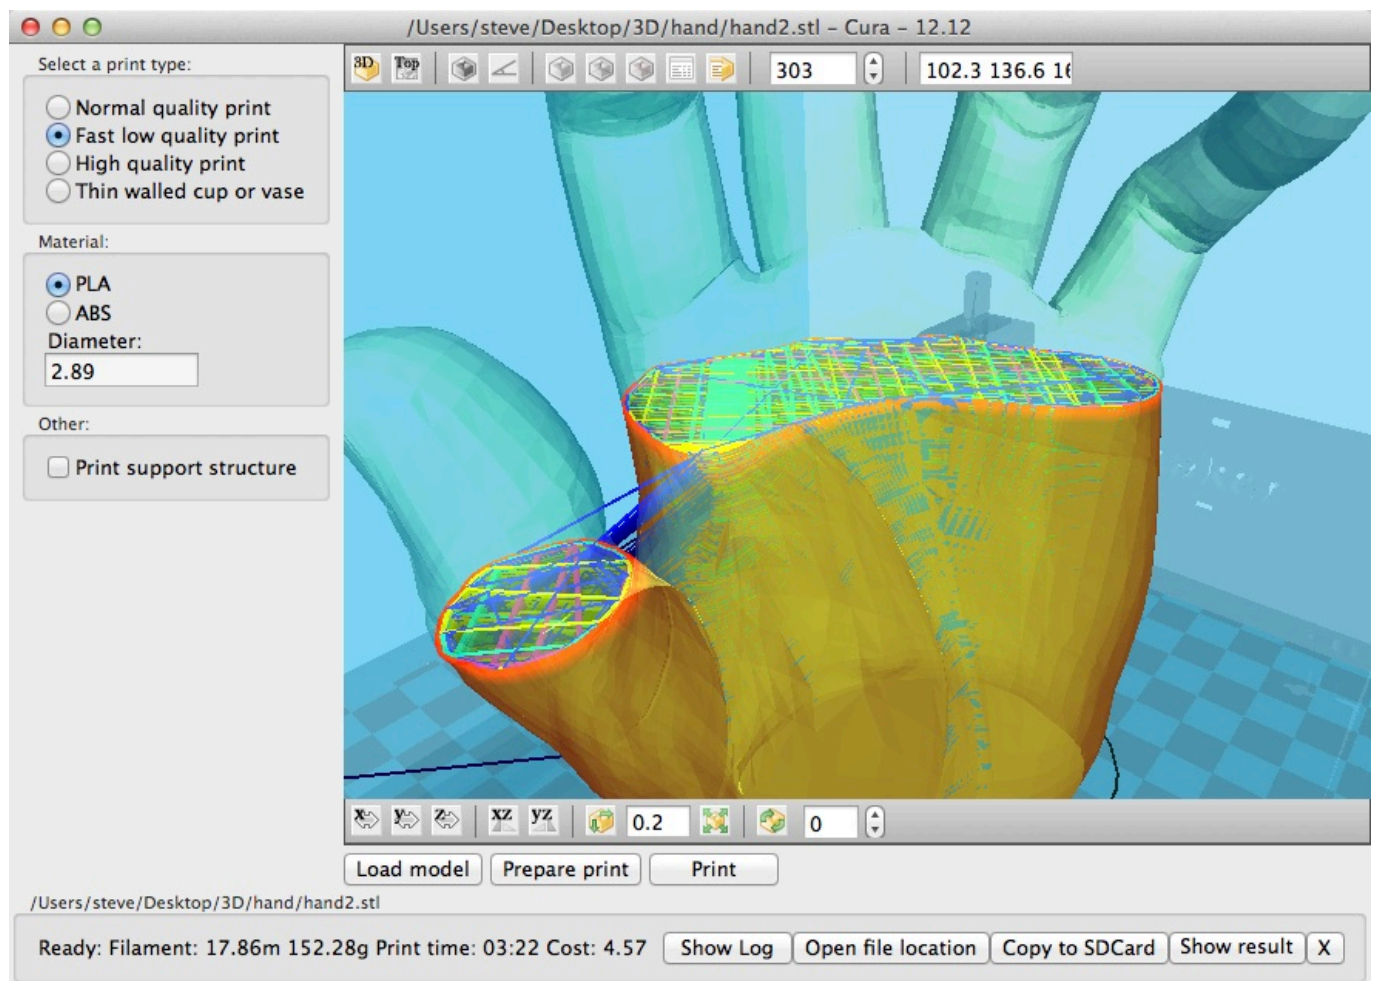 /Users/steve/Desktop/3D/hand/hand2.stl – Cura – 12.12
Select a print type:
3D Top 303 102.3 136.6 16
Normal quality print
Fast low quality print
High quality print
Thin walled cup or vase
Material:
PLA
ABS
Diameter:
2.89
Other:
Print support structure
x y z xz yz 0.2 0
Load model Prepare print Print
/Users/steve/Desktop/3D/hand/hand2.stl
Ready: Filament: 17.86m 152.28g Print time: 03:22 Cost: 4.57 Show Log Open file location Copy to SDCard Show result X